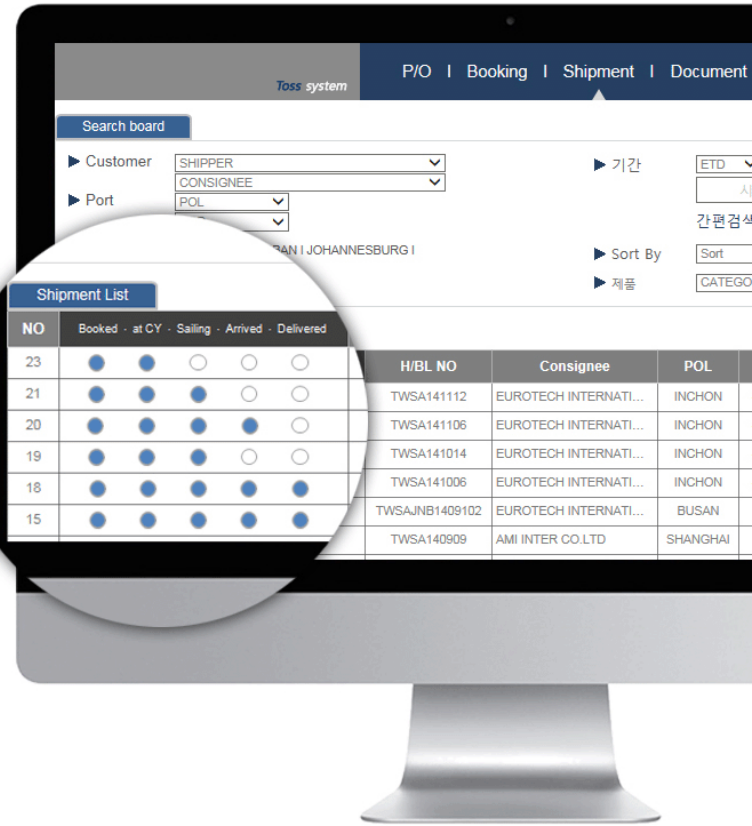 Toss system
P/O I Booking I Shipment I Document
Search board
Customer SHIPPER 기간 ETD
CONSIGNEE
Port POL
간편검색
I JOHANNESBURG I
Sort By Sort
제품
Shipment List
NO Booked · at CY · Sailing · Arrived · Delivered H/BL NO Consignee POL
23 TWSA141112 EUROTECH INTERNATI... INCHON
21 TWSA141106 EUROTECH INTERNATI... INCHON
20 TWSA141014 EUROTECH INTERNATI... INCHON
19 TWSA141006 EUROTECH INTERNATI... INCHON
18 TWSAJNB1409102 EUROTECH INTERNATI... BUSAN
15 TWSA140909 AMI INTER CO.LTD SHANGHAI